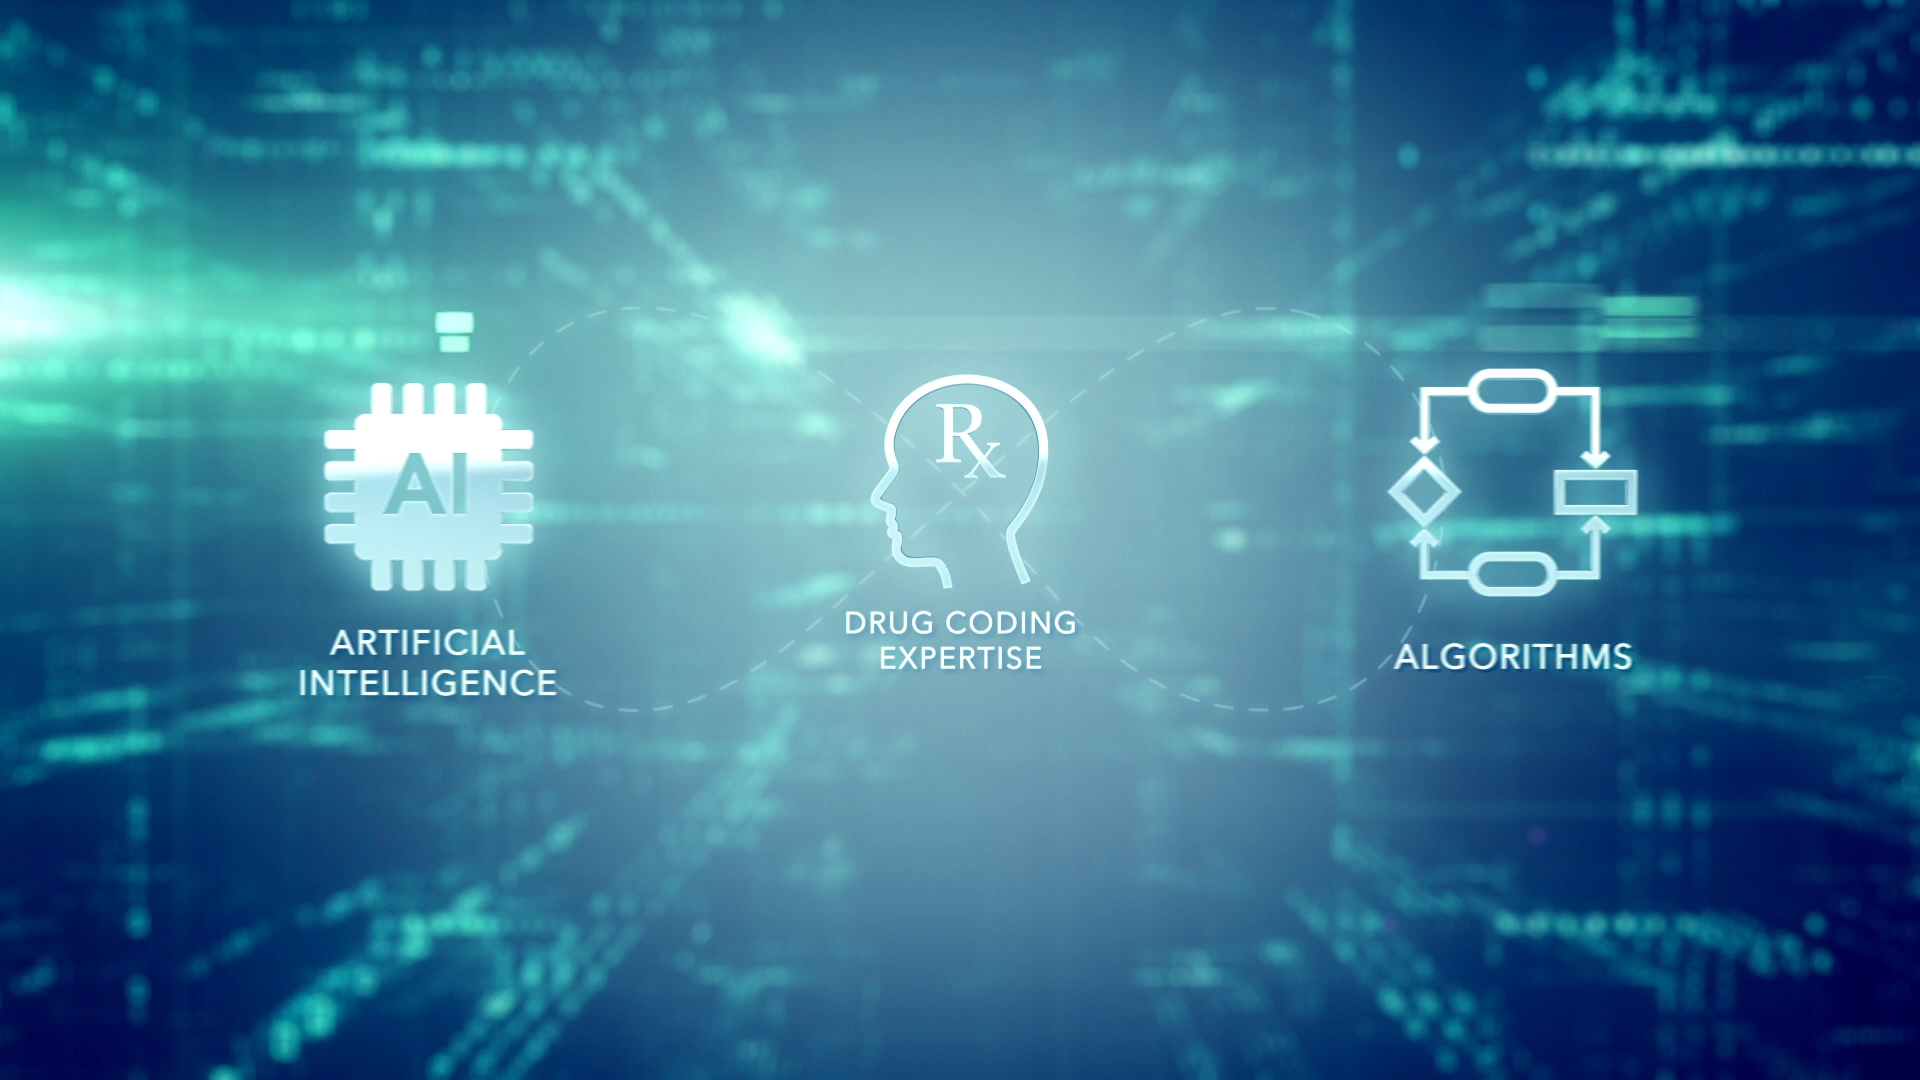 AI
Rx
ARTIFICIAL
INTELLIGENCE
DRUG CODING
EXPERTISE
ALGORITHMS